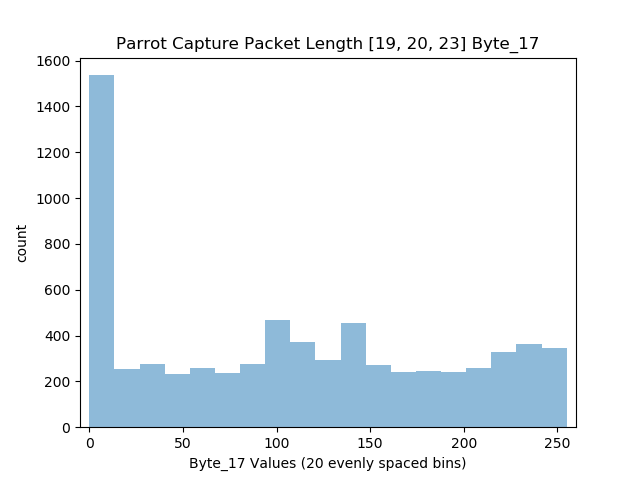 Parrot Capture Packet Length [19, 20, 23] Byte_17
1600
1400
1200
1000
800
600
400
200
0
count
0 50 100 150 200 250
Byte_17 Values (20 evenly spaced bins)